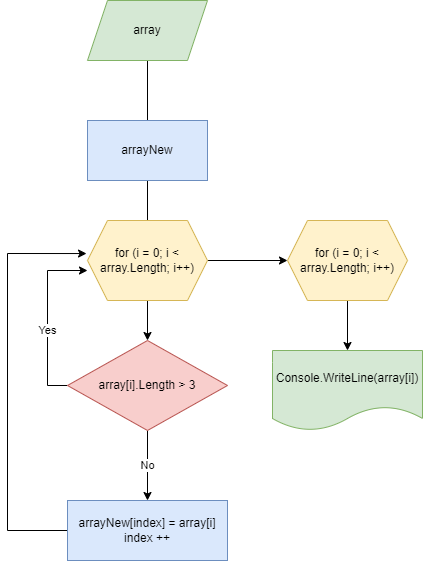 array
arrayNew
for (i = 0; i <
array.Length; i++)
for (i = 0; i <
array.Length; i++)
Yes
array[i].Length > 3
Console.WriteLine(array[i])
No
arrayNew[index] = array[i]
index ++